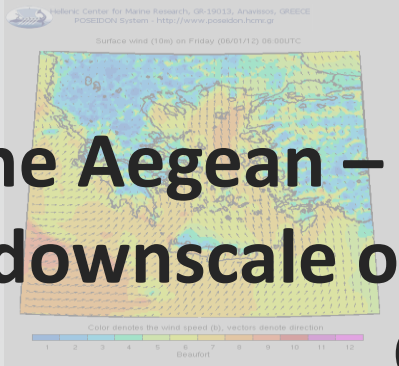 Hellenic Center for Marine Research, GR-19013, Anavissos, GREECE
POSEIDON System - http://www.poseidon.hcmr.gr
Surface wind (10m) on Friday (06/01/12) 06:00UTC
ne Aegean –
downscale o
Color denotes the wind speed (b), vectors denote direction
1 2 3 4 5 6 7 8 9 10 11 12
Beaufort